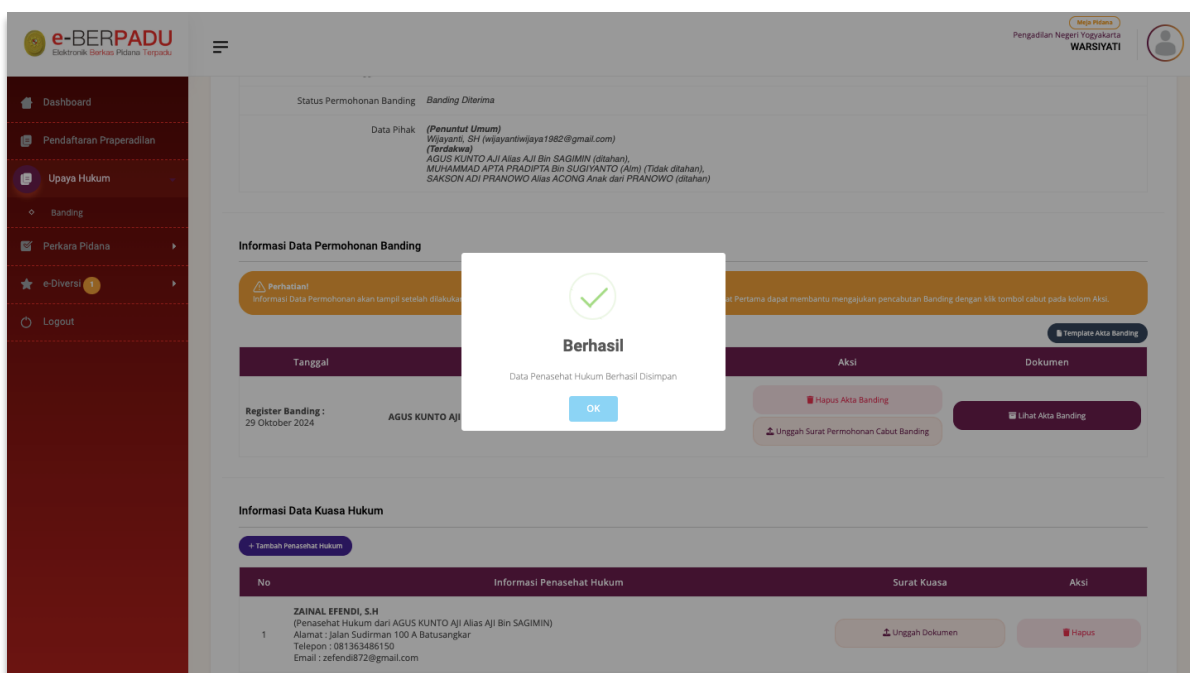 e-BERPADU
Elektronik Berkas Pidana Terpadu
Meja Pidana
Pengadilan Negeri Yogyakarta
WARSIYATI
Dashboard
Pendaftaran Praperadilan
Upaya Hukum
Banding
Perkara Pidana
e-Diversi 1
Logout
Status Permohonan Banding Banding Diterima
Data Pihak (Penuntut Umum)
Wijayanti, SH (wijayantiwijaya1982@gmail.com)
(Terdakwa)
AGUS KUNTO AJI Alias AJI Bin SAGIMIN (ditahan),
MUHAMMAD APTA PRADIPTA Bin SUGIYANTO (Alm) (Tidak ditahan),
SAKSON ADI PRANOWO Alias ACONG Anak dari PRANOWO (ditahan)
Informasi Data Permohonan Banding
Perhatian!
Informasi Data Permohonan akan tampil setelah dilakukan
at Pertama dapat membantu mengajukan pencabutan Banding dengan klik tombol cabut pada kolom Aksi.
Template Akta Banding
Tanggal Aksi Dokumen
Register Banding :
29 Oktober 2024
AGUS KUNTO AJI
Hapus Akta Banding
Unggah Surat Permohonan Cabut Banding
Lihat Akta Banding
Berhasil
Data Penasehat Hukum Berhasil Disimpan
OK
Informasi Data Kuasa Hukum
+ Tambah Penasehat Hukum
No Informasi Penasehat Hukum Surat Kuasa Aksi
1
ZAINAL EFENDI, S.H
(Penasehat Hukum dari AGUS KUNTO AJI Alias AJI Bin SAGIMIN)
Alamat : Jalan Sudirman 100 A Batusangkar
Telepon : 081363486150
Email : zefendi872@gmail.com
Unggah Dokumen
Hapus